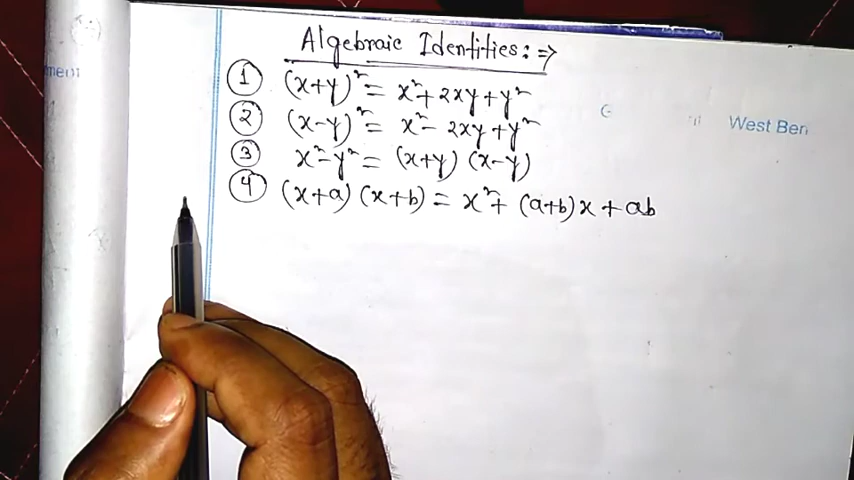 Algebraic Identities: ⇒
① (x+y)² = x² + 2xy + y²
② (x-y)² = x² - 2xy + y²
③ x² - y² = (x+y) (x-y)
④ (x+a) (x+b) = x² + (a+b)x + ab
West Ben